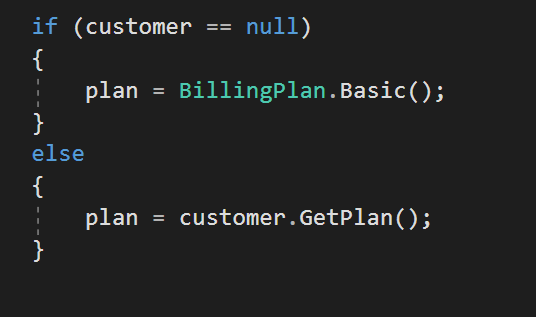 if (customer == null)
{
    plan = BillingPlan.Basic();
}
else
{
    plan = customer.GetPlan();
}